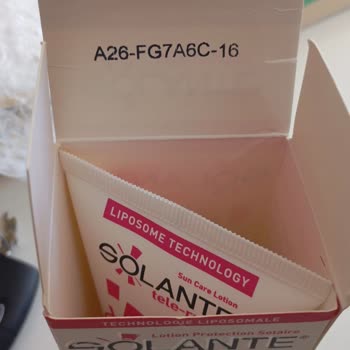 A26-FG7A6C-16
LIPOSOME TECHNOLOGY
SOLANTE
Sun Care Lotion
TECHNOLOGIE LIPOSOMALE
Lotion Protection Solaire
SOLANTE®